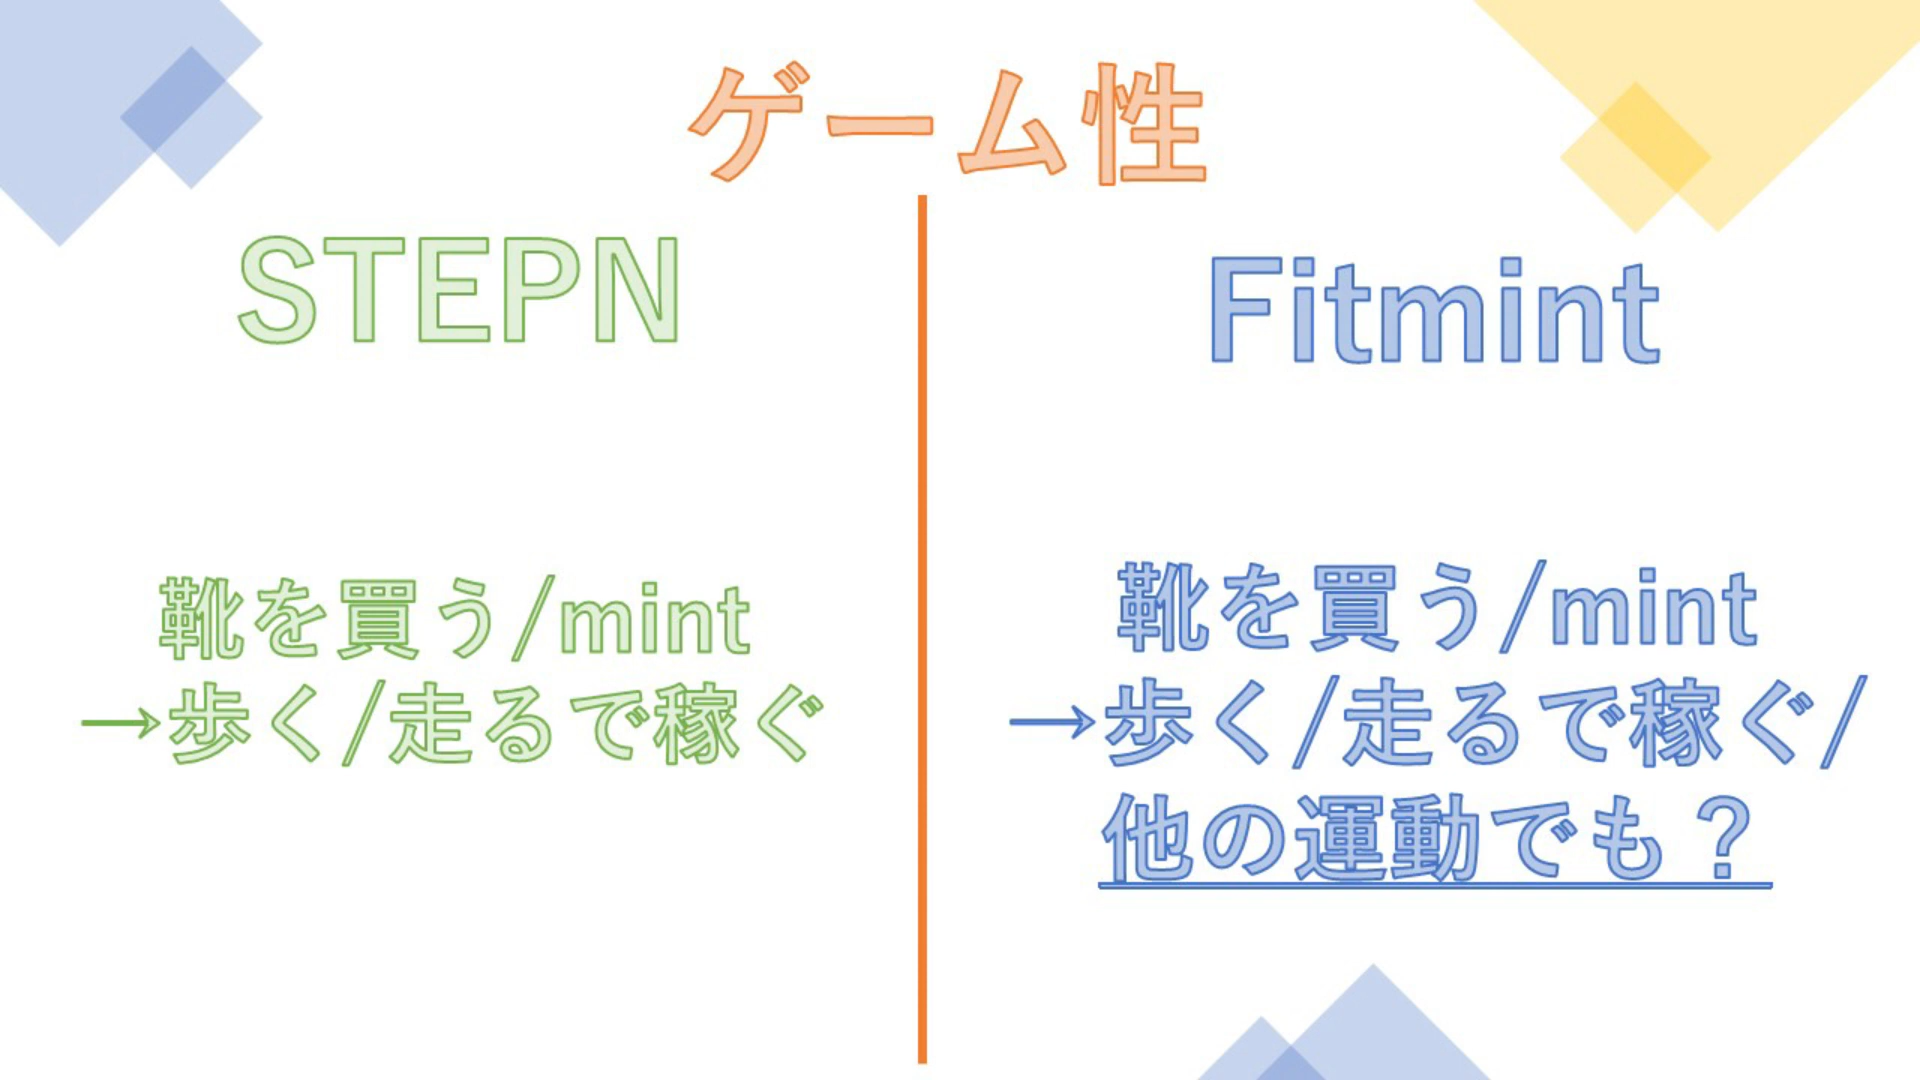 ゲーム性
STEPN
靴を買う/mint
→歩く/走るで稼ぐ
Fitmint
靴を買う/mint
→歩く/走るで稼ぐ/
他の運動でも？